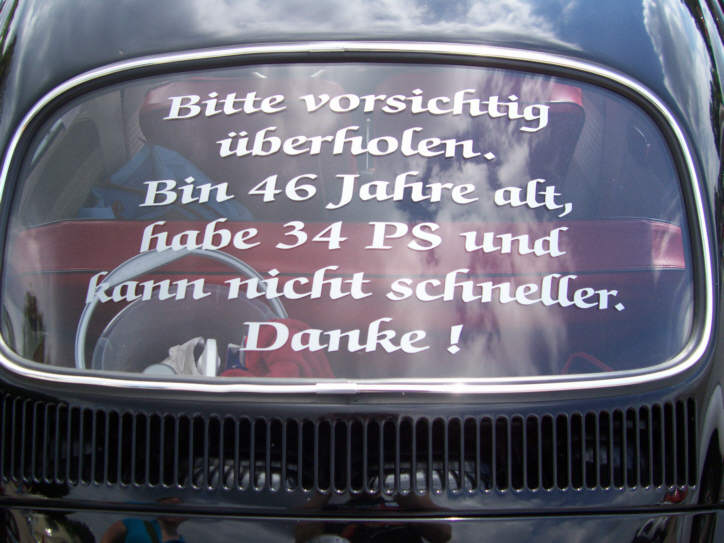 Bitte vorsichtig
überholen.
Bin 46 Jahre alt,
habe 34 PS und
kann nicht schneller.
Danke !